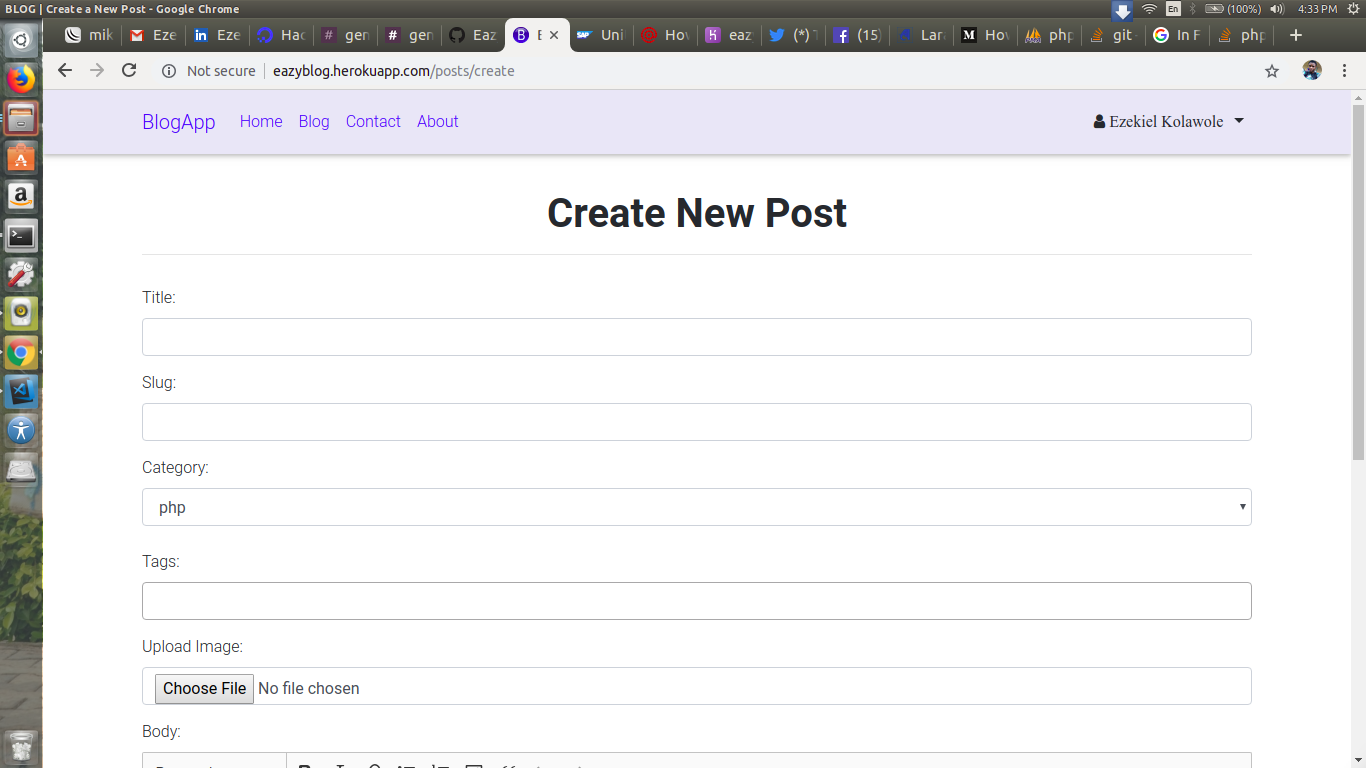 BLOG | Create a New Post - Google Chrome
En (100%) 4:33 PM
mik Eze Eze Hac gen gen Eaz Uni Hov eaz (*) (15) Lar Hov php git In F php
Not secure eazyblog.herokuapp.com/posts/create
BlogApp Home Blog Contact About Ezekiel Kolawole
Create New Post
Title:
Slug:
Category:
php
Tags:
Upload Image:
Choose File No file chosen
Body: